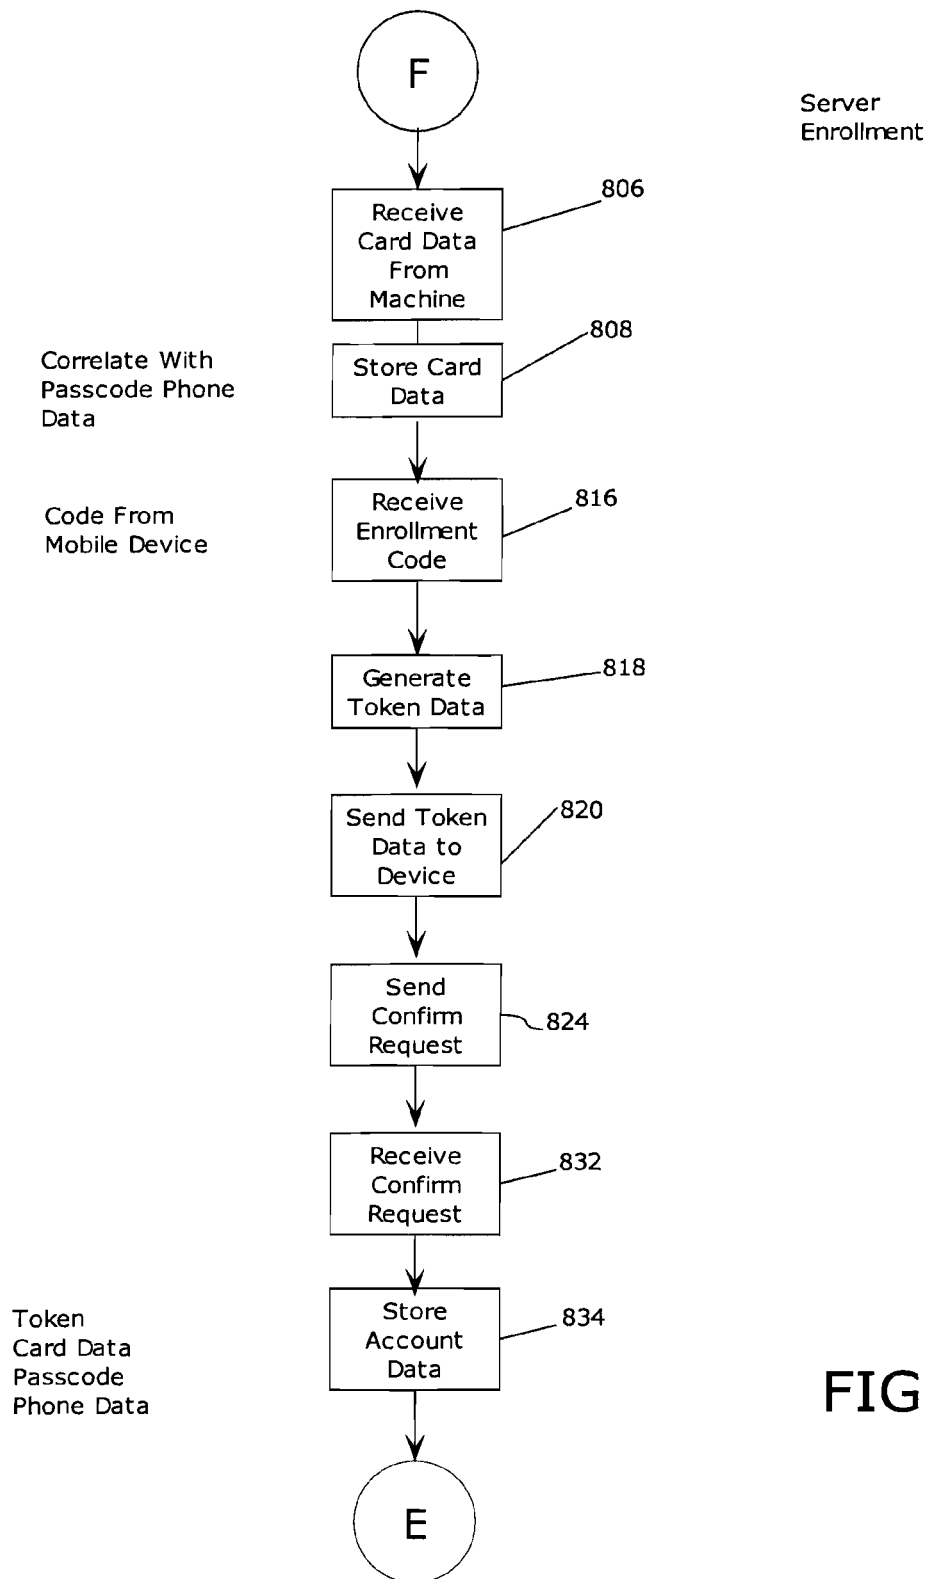 F
Server
Enrollment
806
Receive
Card Data
From
Machine
808
Correlate With
Passcode Phone
Data
Store Card
Data
816
Code From
Mobile Device
Receive
Enrollment
Code
818
Generate
Token Data
820
Send Token
Data to
Device
Send
Confirm
Request
824
Receive
Confirm
Request
832
Token
Card Data
Passcode
Phone Data
Store
Account
Data
834
FIG
E